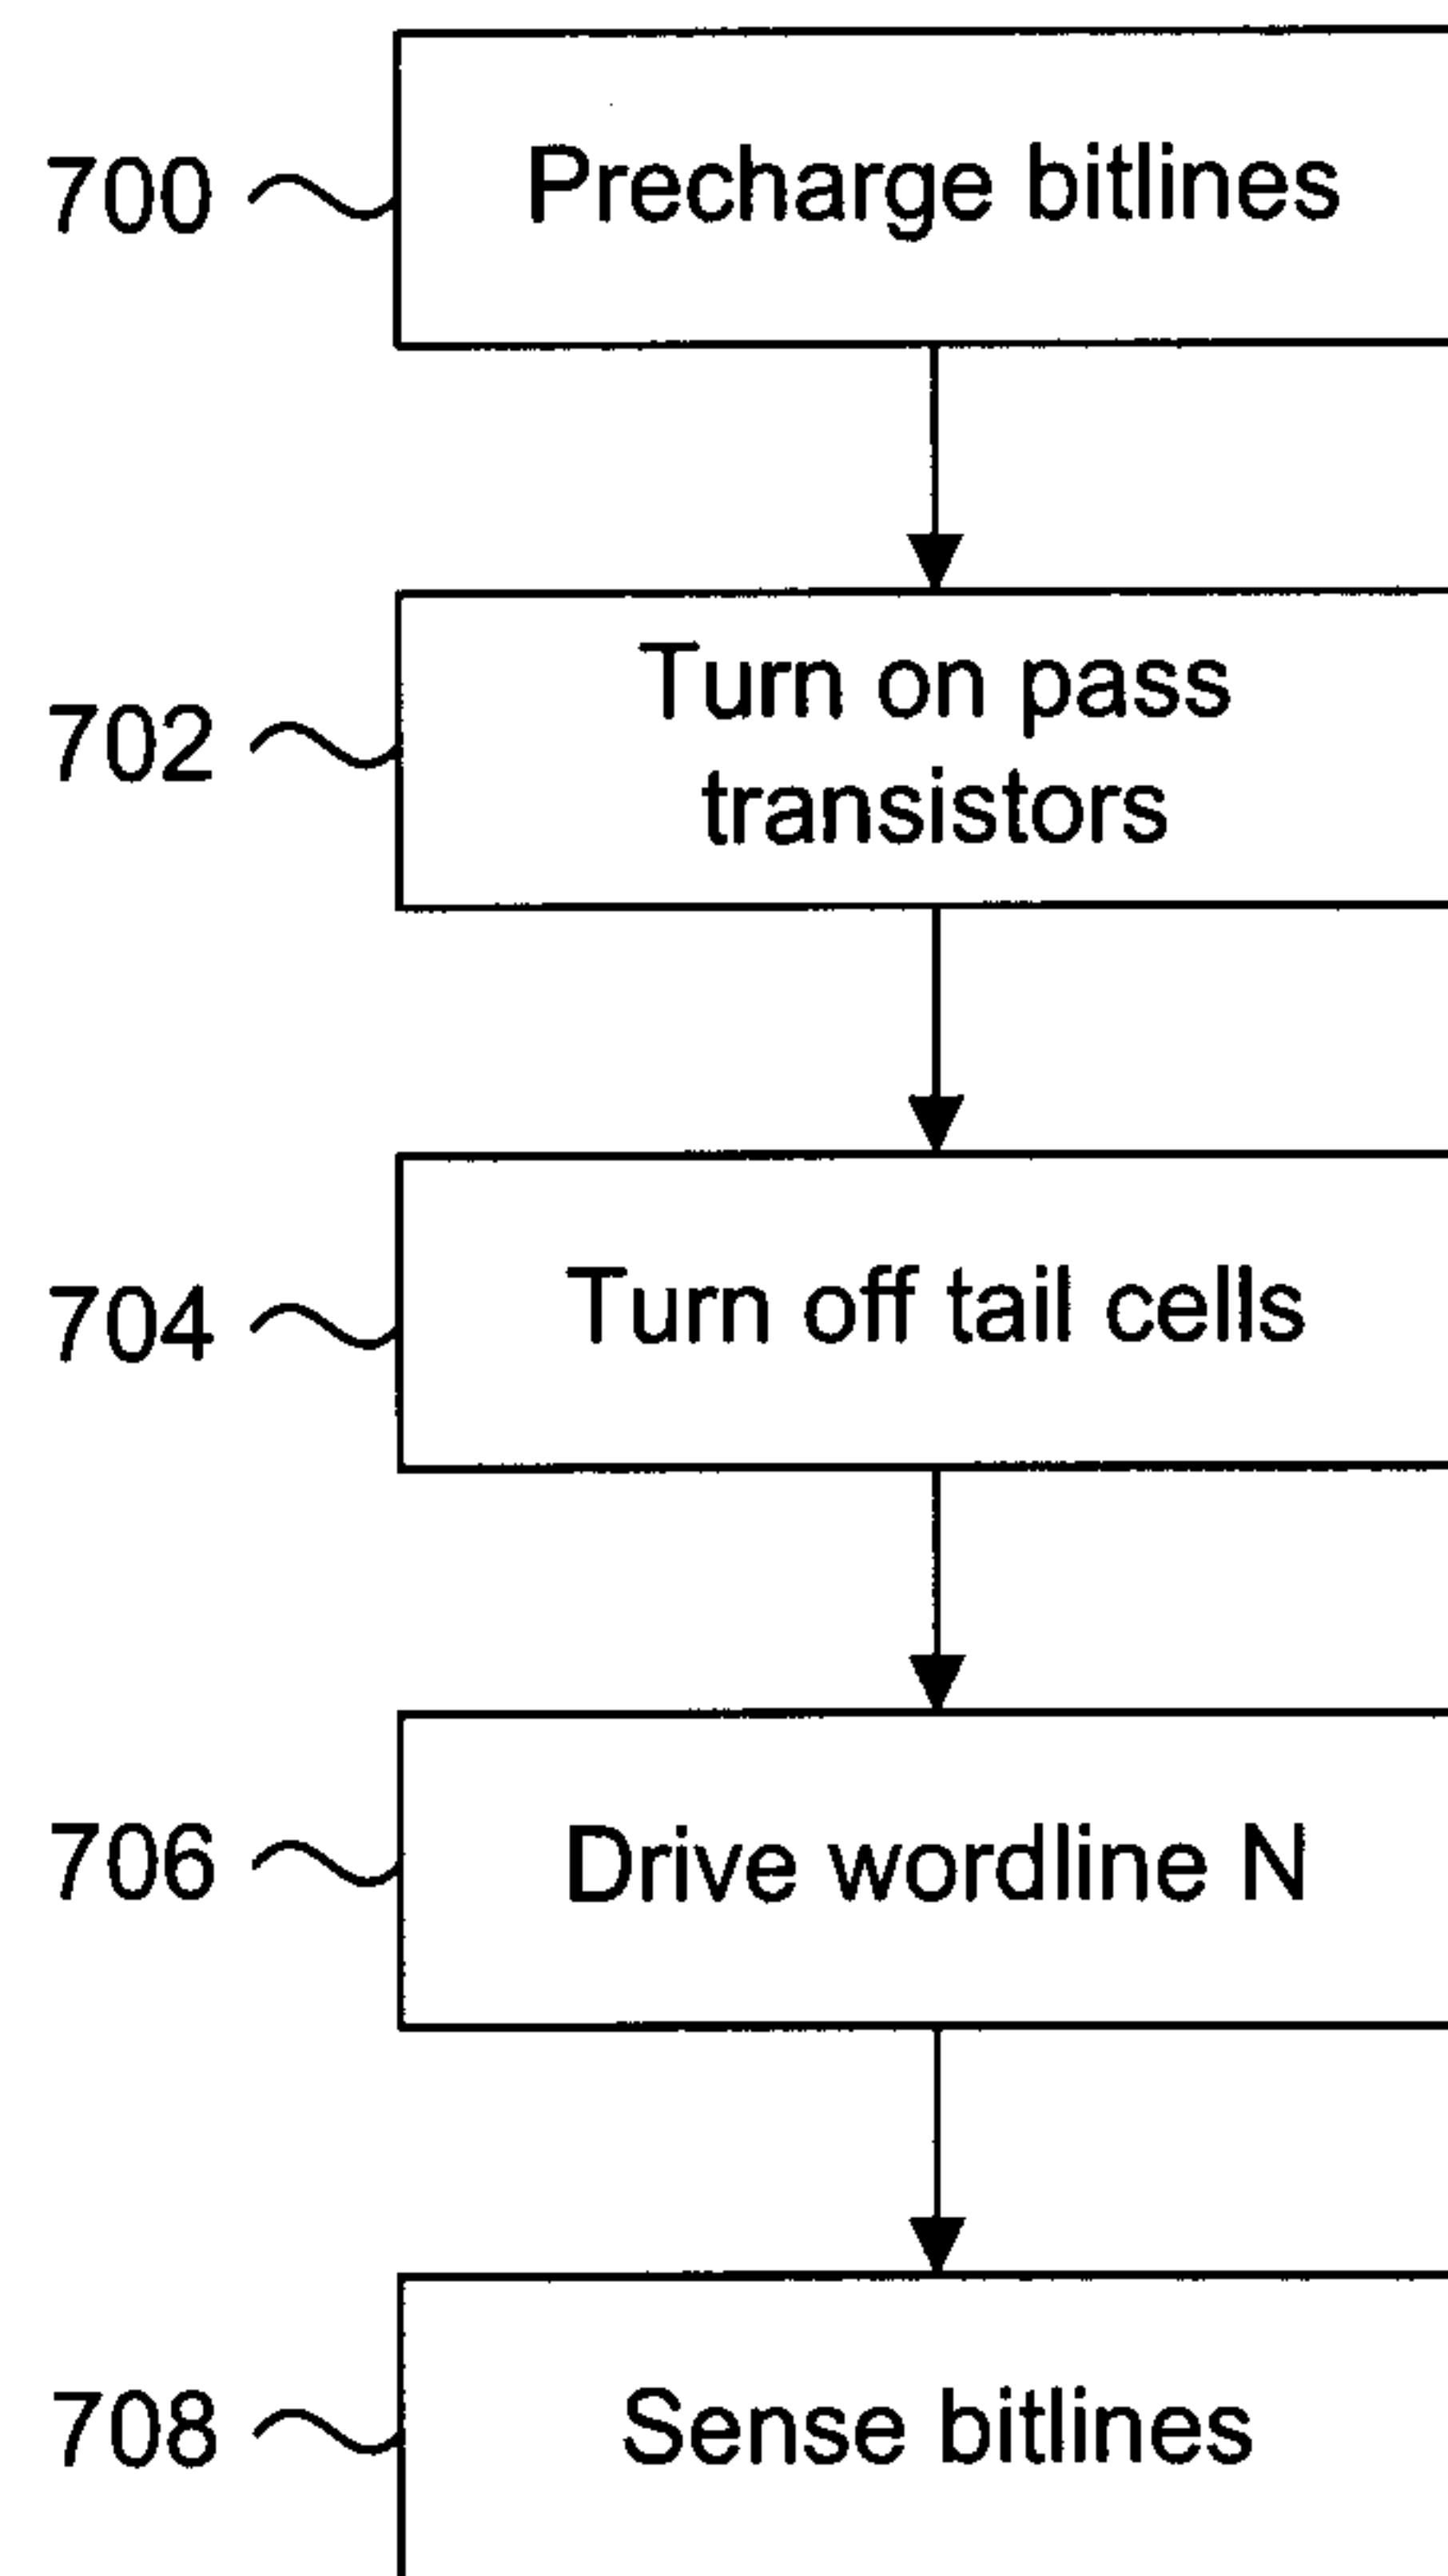 700
Precharge bitlines
702
Turn on pass
transistors
704
Turn off tail cells
706
Drive wordline N
708
Sense bitlines